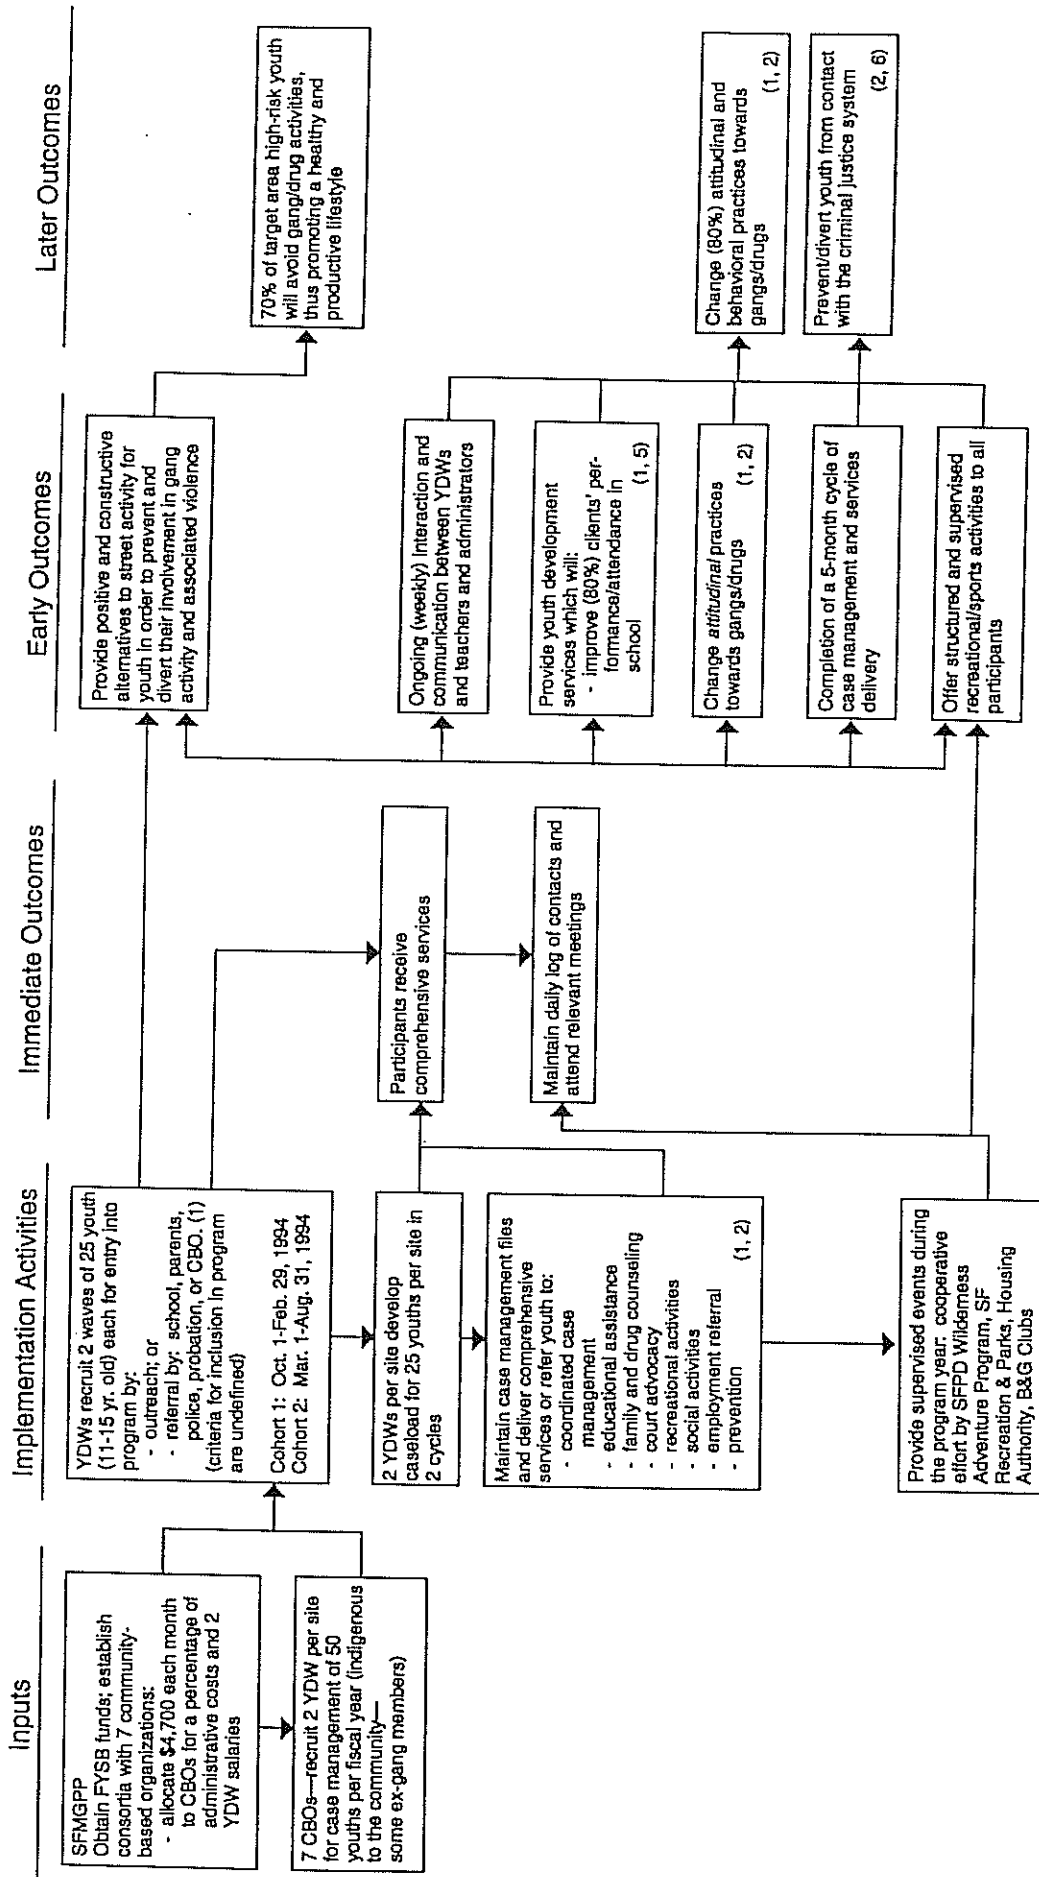 Inputs
SFMGPP
Obtain FYSB funds; establish
consortia with 7 community-
based organizations:
- allocate $4,700 each month
to CBOs for a percentage of
administrative costs and 2
YDW salaries
7 CBOs—recruit 2 YDW per site
for case management of 50
youths per fiscal year (indigenous
to the community—
some ex-gang members)
Implementation Activities
YDWs recruit 2 waves of 25 youth
(11-15 yr. old) each for entry into
program by:
- outreach; or
- referral by: school, parents,
police, probation, or CBO. (1)
(criteria for inclusion in program
are undefined)
Cohort 1: Oct. 1-Feb. 29, 1994
Cohort 2: Mar. 1-Aug. 31, 1994
2 YDWs per site develop
caseload for 25 youths per site in
2 cycles
Maintain case management files
and deliver comprehensive
services or refer youth to:
- coordinated case
management
- educational assistance
- family and drug counseling
- court advocacy
- recreational activities
- social activities
- employment referral
- prevention (1, 2)
Provide supervised events during
the program year: cooperative
effort by SFPD Wilderness
Adventure Program, SF
Recreation & Parks, Housing
Authority, B&G Clubs
Immediate Outcomes
Participants receive
comprehensive services
Maintain daily log of contacts and
attend relevant meetings
Early Outcomes
Provide positive and constructive
alternatives to street activity for
youth in order to prevent and
divert their involvement in gang
activity and associated violence
Ongoing (weekly) interaction and
communication between YDWs
and teachers and administrators
Provide youth development
services which will:
- improve (80%) clients' per-
formance/attendance in
school (1, 5)
Change attitudinal practices
towards gangs/drugs (1, 2)
Completion of a 5-month cycle of
case management and services
delivery
Offer structured and supervised
recreational/sports activities to all
participants
Later Outcomes
70% of target area high-risk youth
will avoid gang/drug activities,
thus promoting a healthy and
productive lifestyle
Change (80%) attitudinal and
behavioral practices towards
gangs/drugs (1, 2)
Prevent/divert youth from contact
with the criminal justice system
(2, 6)